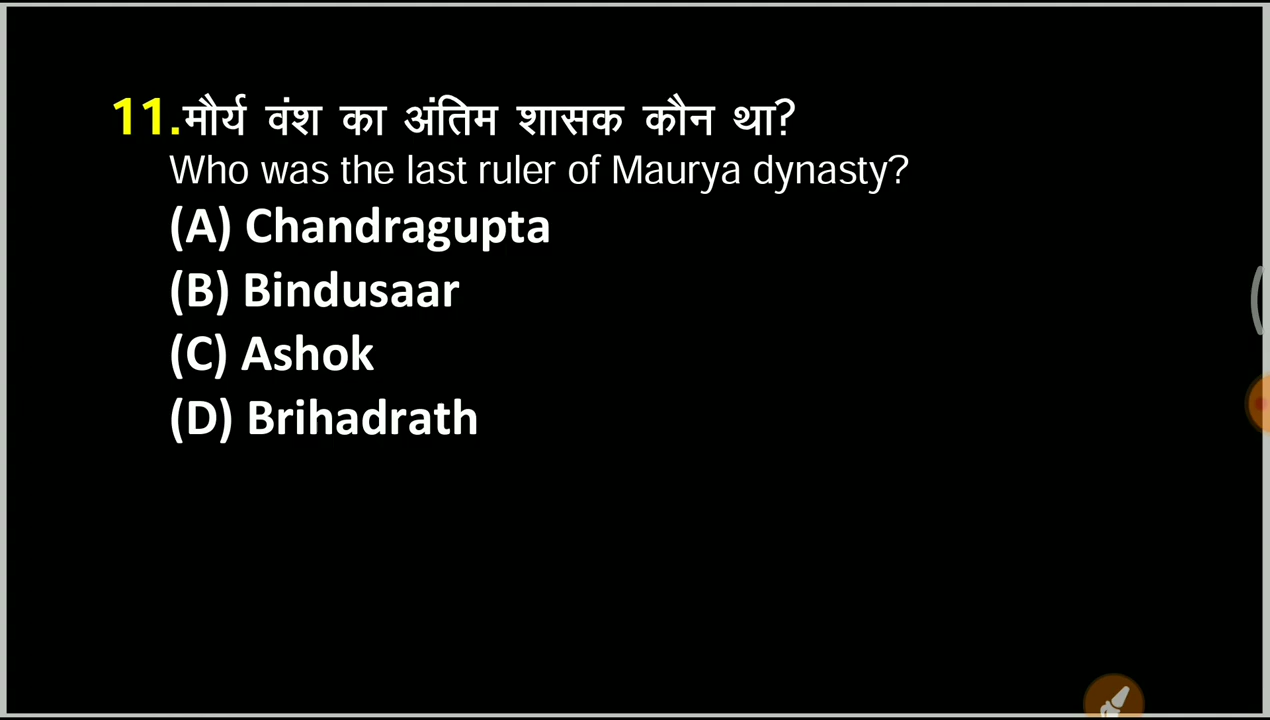 11.मौर्य वंश का अंतिम शासक कौन था?
Who was the last ruler of Maurya dynasty?
(A) Chandragupta
(B) Bindusaar
(C) Ashok
(D) Brihadrath